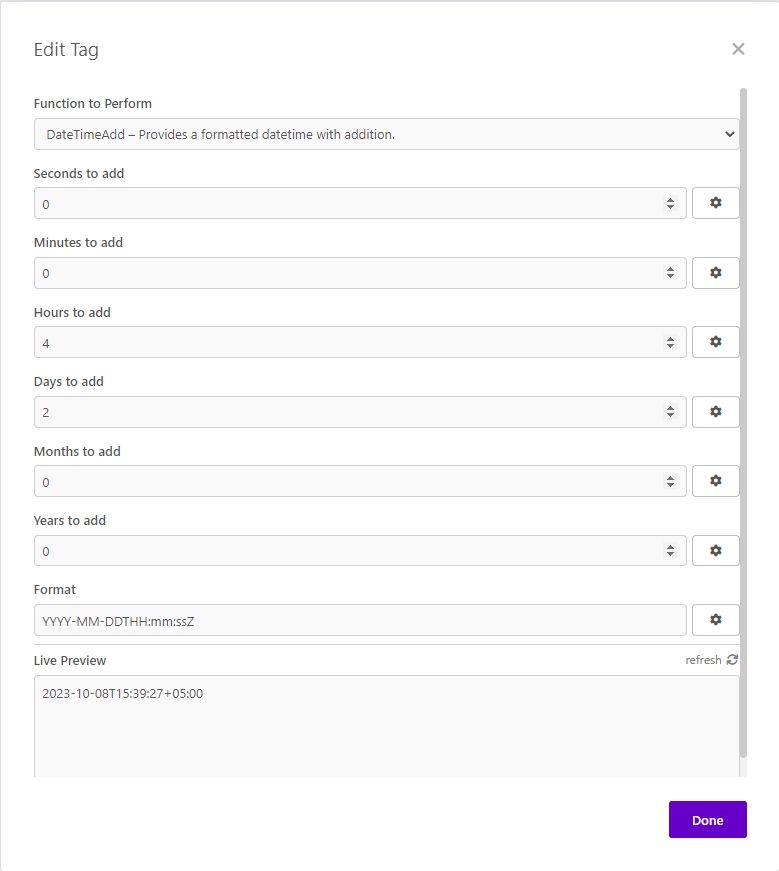 Edit Tag
Function to Perform
DateTimeAdd – Provides a formatted datetime with addition.
Seconds to add
0
Minutes to add
0
Hours to add
4
Days to add
2
Months to add
0
Years to add
0
Format
YYYY-MM-DDTHH:mm:ssZ
Live Preview refresh
2023-10-08T15:39:27+05:00
Done